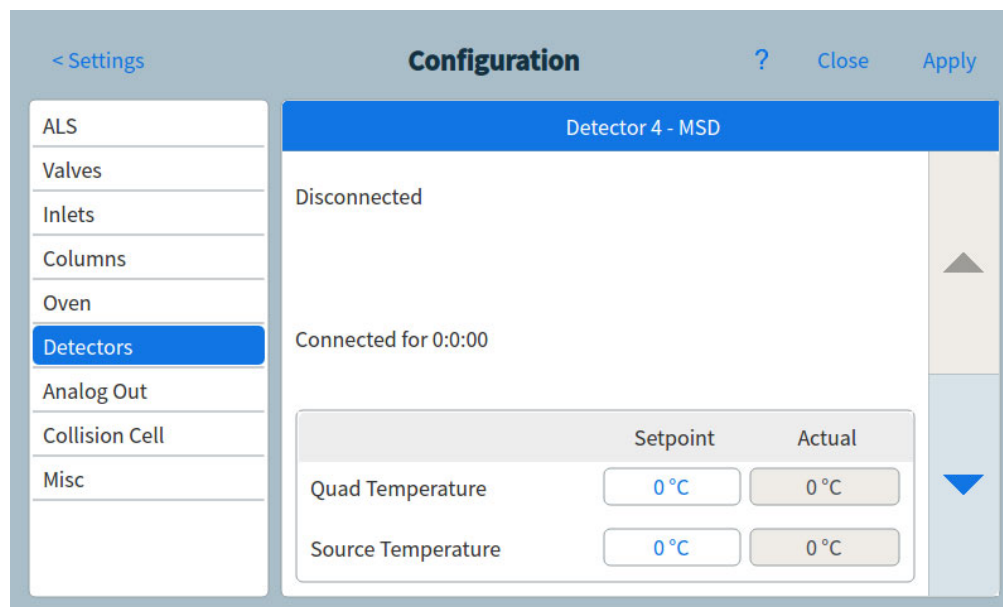 < Settings Configuration ? Close Apply
ALS
Valves
Inlets
Columns
Oven
Detectors
Analog Out
Collision Cell
Misc
Detector 4 - MSD
Disconnected
Connected for 0:0:00
Setpoint Actual
Quad Temperature 0 °C 0 °C
Source Temperature 0 °C 0 °C